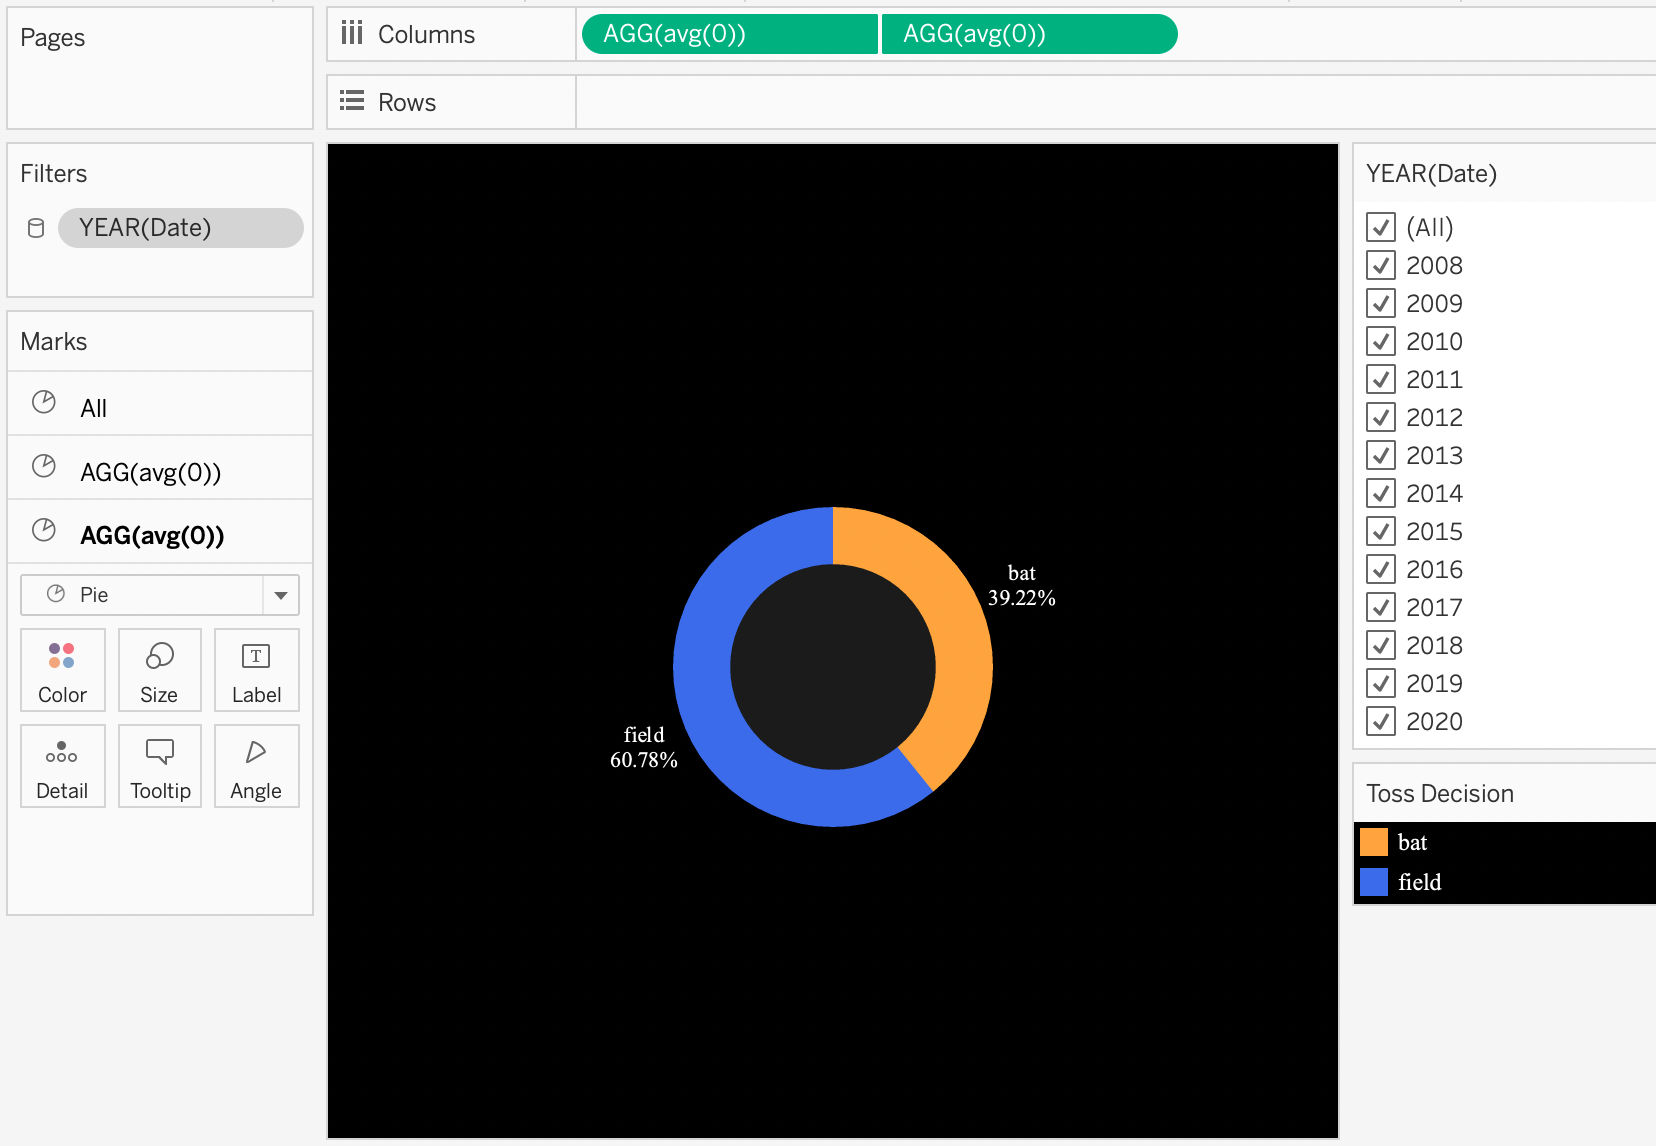 Pages
Columns
AGG(avg(0))
AGG(avg(0))
Rows
Filters
YEAR(Date)
Marks
All
AGG(avg(0))
AGG(avg(0))
Pie
Color
Size
T
Label
Detail
Tooltip
Angle
bat
39.22%
field
60.78%
YEAR(Date)
(All)
2008
2009
2010
2011
2012
2013
2014
2015
2016
2017
2018
2019
2020
Toss Decision
bat
field